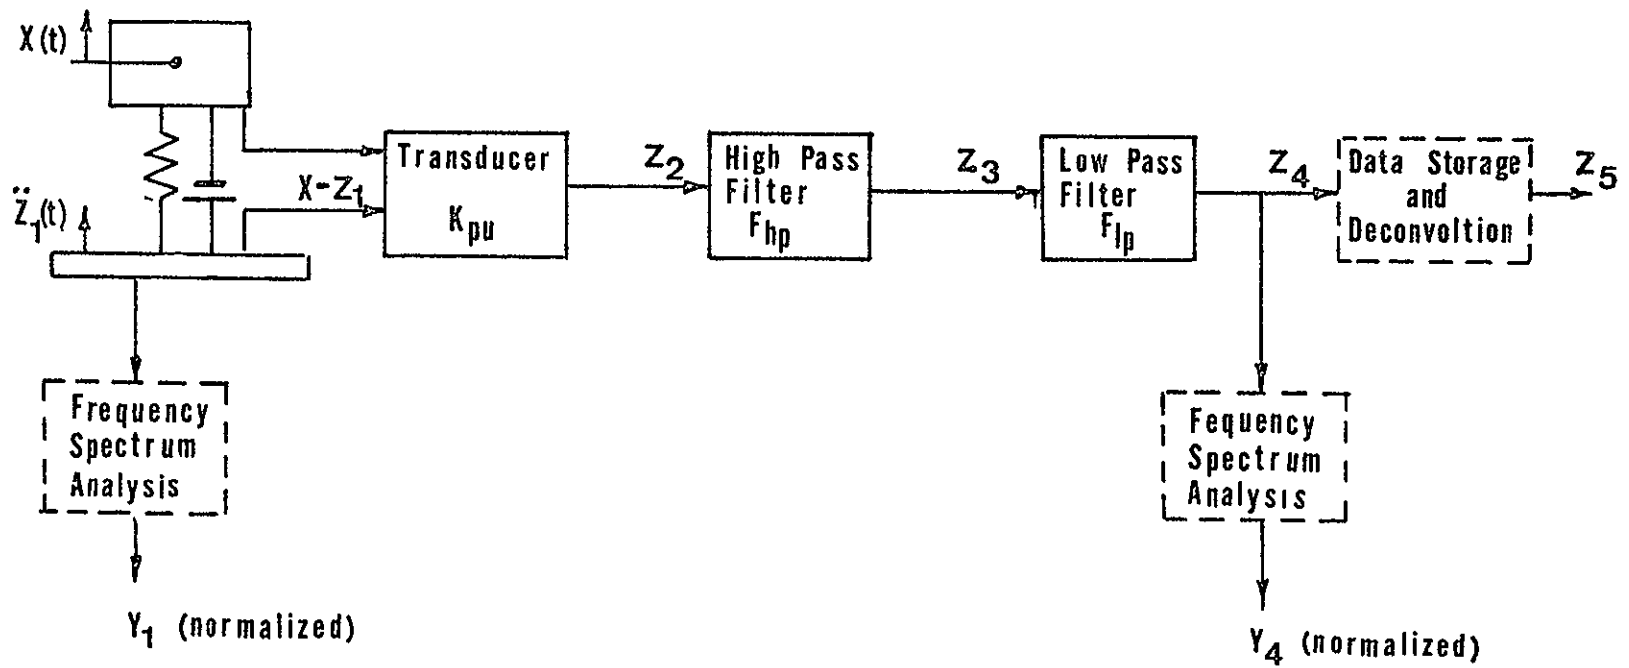 X(t)
Z̈₁(t)
X-Z₁
Transducer
Kpu
Z₂
High Pass
Filter
Fhp
Z₃
Low Pass
Filter
Flp
Z₄
Data Storage
and
Deconvoltion
Z₅
Frequency
Spectrum
Analysis
Y₁ (normalized)
Fequency
Spectrum
Analysis
Y₄ (normalized)